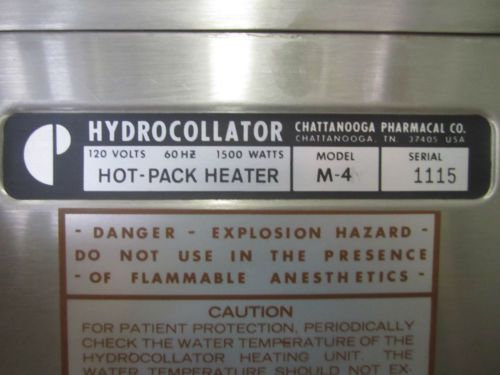 HYDROCOLLATOR CHATTANOOGA PHARMACAL CO.
CHATTANOOGA, TN. 37405 USA
120 VOLTS 60 HZ 1500 WATTS MODEL SERIAL
HOT-PACK HEATER M-4 1115
- DANGER - EXPLOSION HAZARD -
DO NOT USE IN THE PRESENCE
- OF FLAMMABLE ANESTHETICS -
CAUTION
FOR PATIENT PROTECTION, PERIODICALLY
CHECK THE WATER TEMPERATURE OF THE
HYDROCOLLATOR HEATING UNIT. THE
WATER TEMPERATURE SHOULD NOT EX-